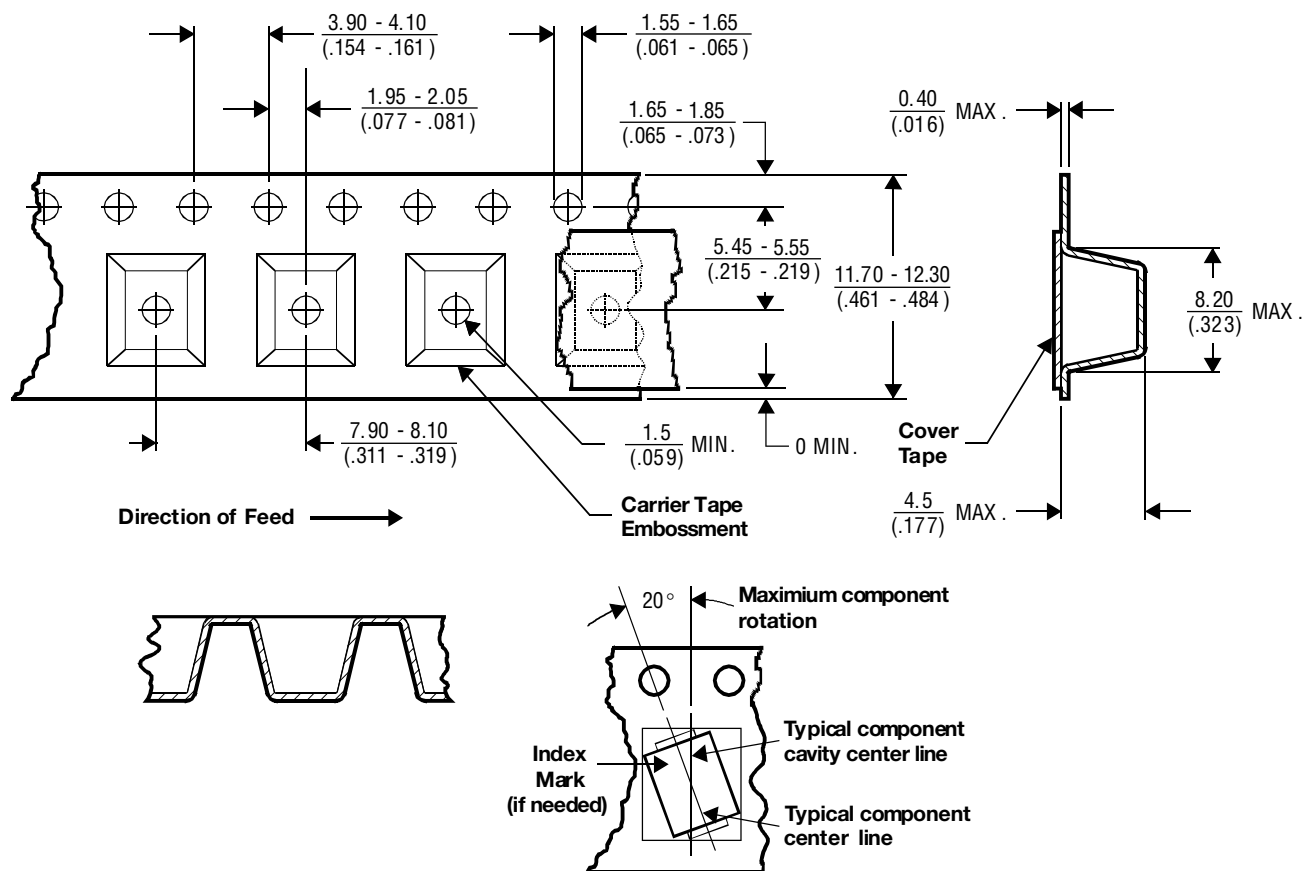 3.90 - 4.10
(.154 - .161 )
1.55 - 1.65
(.061 - .065)
1.95 - 2.05
(.077 - .081)
1.65 - 1.85
(.065 - .073)
0.40
(.016)
MAX .
5.45 - 5.55
(.215 - .219)
11.70 - 12.30
(.461 - .484)
8.20
(.323)
MAX .
7.90 - 8.10
(.311 - .319)
1.5
(.059)
MIN.
0 MIN.
Cover
Tape
4.5
(.177)
MAX .
Direction of Feed
Carrier Tape
Embossment
20°
Maximium component
rotation
Typical component
cavity center line
Index
Mark
(if needed)
Typical component
center line